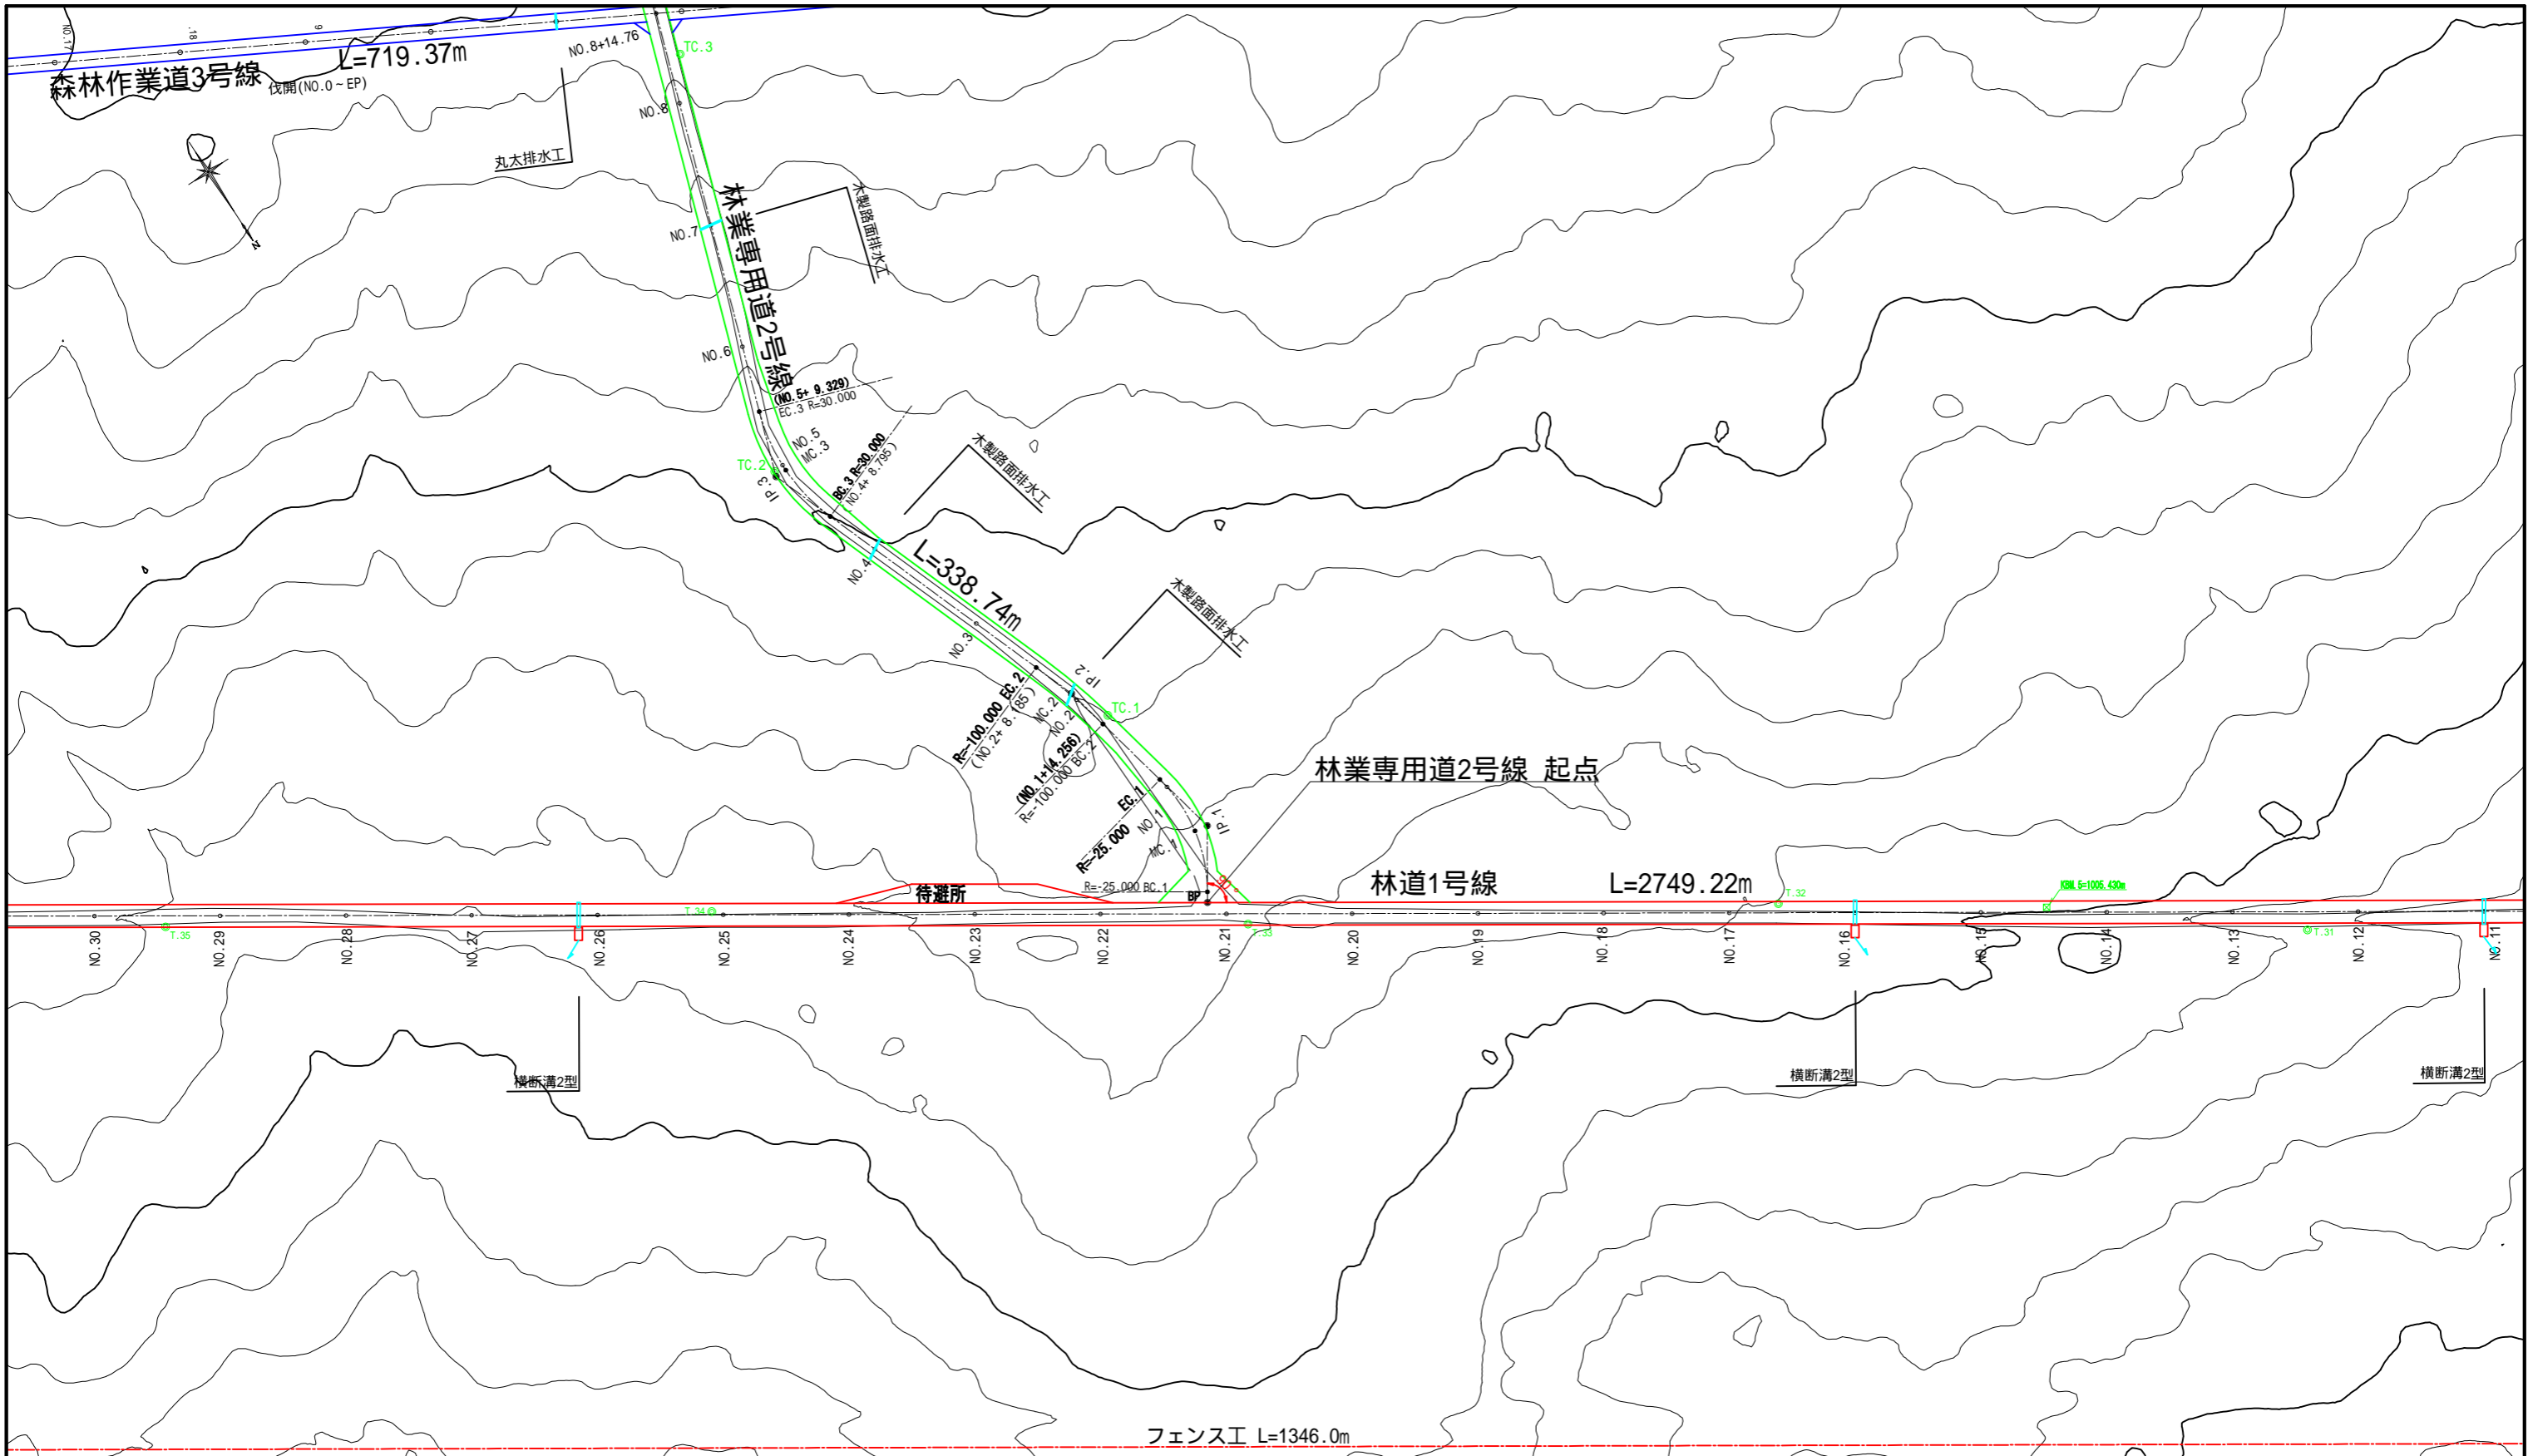 NO.17
.18
9
L=719.37m
森林作業道3号線
伐開(NO.0~EP)
NO.8+14.76
TC.3
NO.8
丸太排水工
N
木製路面排水工
NO.7
林業専用道2号線
NO.6
(NO.5+ 9.329)
EC.3 R=30.000
NO.5
MC.3
TC.2
IP.3
BC.3 R=30.000
(NO.4+ 8.795)
木製路面排水工
NO.4
L=338.74m
木製路面排水工
NO.3
IP.2
R=-100.000 EC.2
(NO.2+ 8.185)
MC.2
NO.2
TC.1
(NO.1+14.256)
R=-100.000 BC.2
林業専用道2号線 起点
EC.1
R=-25.000
NO.1
MC.1
IP.1
R=-25.000 BC.1
BP
90°
待避所
林道1号線
L=2749.22m
T.32
KBM.5=1005.430m
T.34
T.35
T.33
T.31
NO.30
NO.29
NO.28
NO.27
NO.26
NO.25
NO.24
NO.23
NO.22
NO.21
NO.20
NO.19
NO.18
NO.17
NO.16
NO.15
NO.14
NO.13
NO.12
NO.11
横断溝2型
横断溝2型
横断溝2型
フェンス工 L=1346.0m